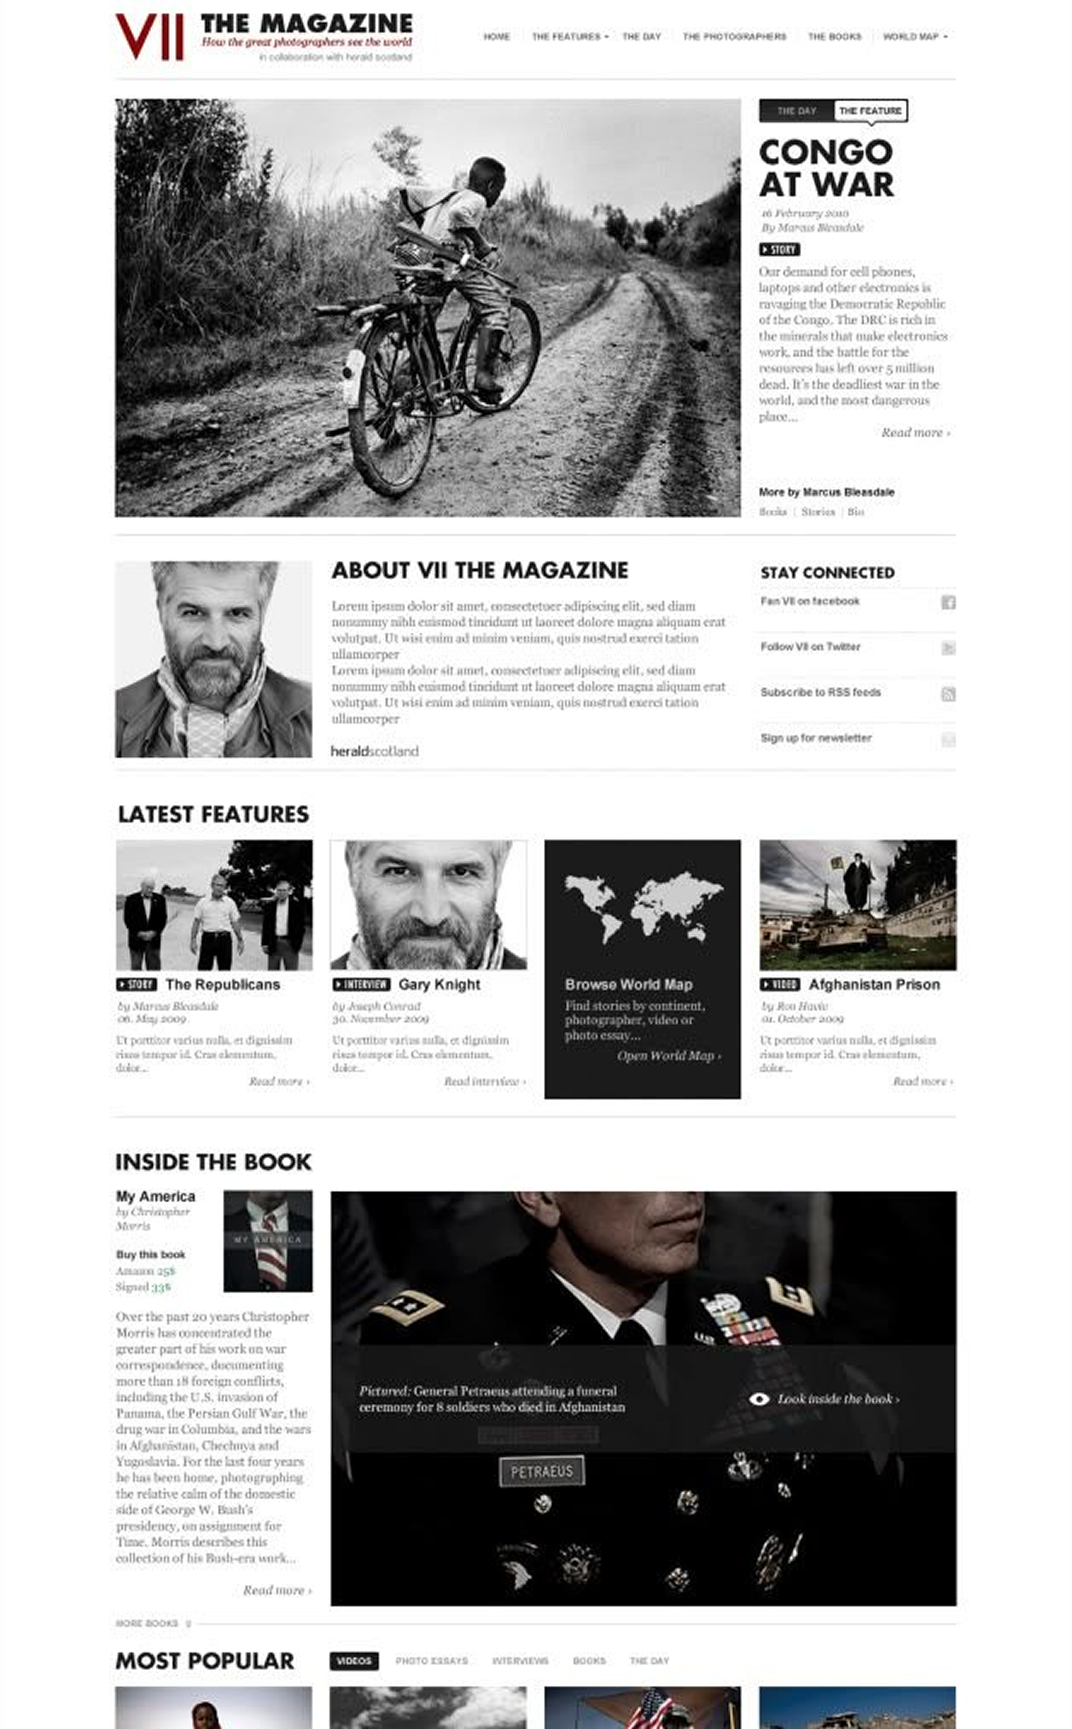 VII THE MAGAZINE
How the great photographers see the world
in collaboration with herald scotland
HOME THE FEATURES THE DAY THE PHOTOGRAPHERS THE BOOKS WORLD MAP
THE DAY THE FEATURE
CONGO
AT WAR
16 February 2010
By Marcus Bleasdale
STORY
Our demand for cell phones,
laptops and other electronics is
ravaging the Democratic Republic
of the Congo. The DRC is rich in
the minerals that make electronics
work, and the battle for the
resources has left over 5 million
dead. It's the deadliest war in the
world, and the most dangerous
place...
Read more ›
More by Marcus Bleasdale
Books | Stories | Bio
ABOUT VII THE MAGAZINE
Lorem ipsum dolor sit amet, consectetuer adipiscing elit, sed diam
nonummy nibh euismod tincidunt ut laoreet dolore magna aliquam erat
volutpat. Ut wisi enim ad minim veniam, quis nostrud exerci tation
ullamcorper
Lorem ipsum dolor sit amet, consectetuer adipiscing elit, sed diam
nonummy nibh euismod tincidunt ut laoreet dolore magna aliquam erat
volutpat. Ut wisi enim ad minim veniam, quis nostrud exerci tation
ullamcorper
heraldscotland
STAY CONNECTED
Fan VII on facebook
Follow VII on Twitter
Subscribe to RSS feeds
Sign up for newsletter
LATEST FEATURES
STORY The Republicans
by Marcus Bleasdale
06. May 2009
Ut porttitor varius nulla, et dignissim
risus tempor id. Cras elementum,
dolor...
Read more ›
INTERVIEW Gary Knight
by Joseph Conrad
30. November 2009
Ut porttitor varius nulla, et dignissim
risus tempor id. Cras elementum,
dolor...
Read interview ›
Browse World Map
Find stories by continent,
photographer, video or
photo essay...
Open World Map ›
VIDEO Afghanistan Prison
by Ron Haviv
01. October 2009
Ut porttitor varius nulla, et dignissim
risus tempor id. Cras elementum,
dolor...
Read more ›
INSIDE THE BOOK
My America
by Christopher
Morris
Buy this book
Amazon 25$
Signed 33$
MY AMERICA
Over the past 20 years Christopher
Morris has concentrated the
greater part of his work on war
correspondence, documenting
more than 18 foreign conflicts,
including the U.S. invasion of
Panama, the Persian Gulf War, the
drug war in Columbia, and the wars
in Afghanistan, Chechnya and
Yugoslavia. For the last four years
he has been home, photographing
the relative calm of the domestic
side of George W. Bush's
presidency, on assignment for
Time. Morris describes this
collection of his Bush-era work...
Read more ›
U.S.
Pictured: General Petraeus attending a funeral
ceremony for 8 soldiers who died in Afghanistan
Look inside the book ›
PETRAEUS
MORE BOOKS
MOST POPULAR
VIDEOS PHOTO ESSAYS INTERVIEWS BOOKS THE DAY